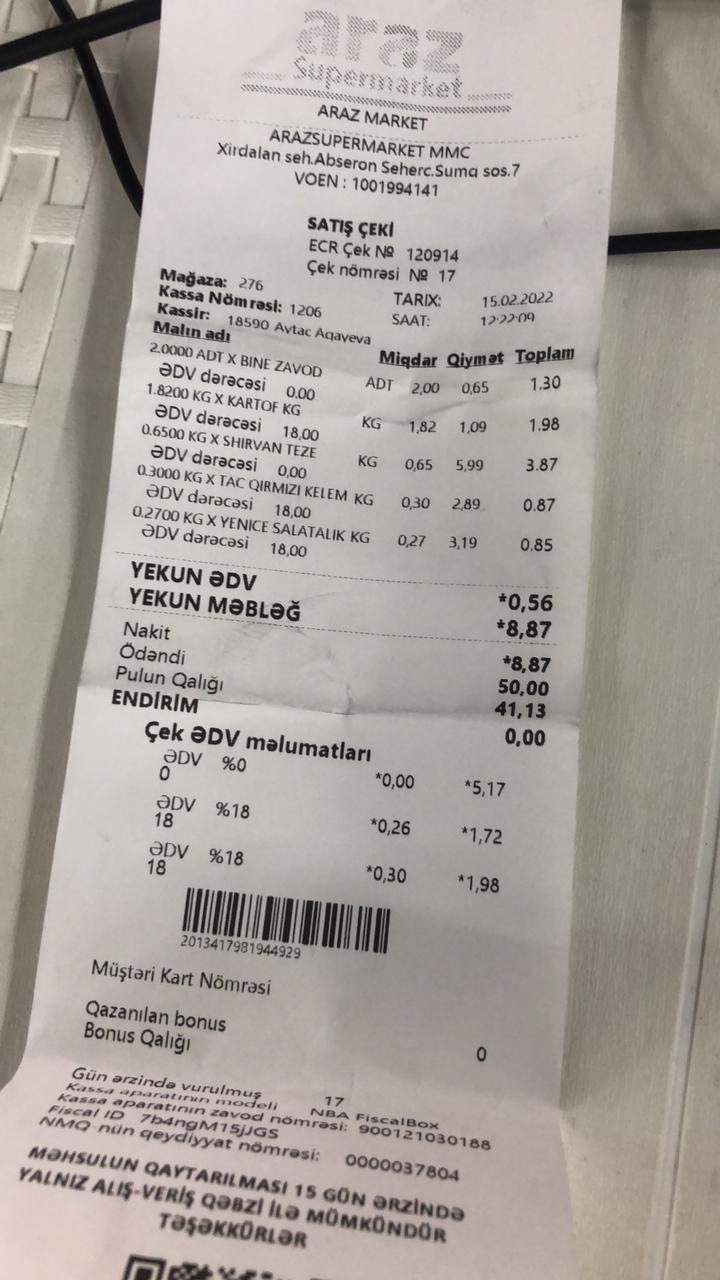 araz
Supermarket
ARAZ MARKET
ARAZSUPERMARKET MMC
Xirdalan seh.Abseron Seherc.Sumq sos.7
VOEN : 1001994141
SATIŞ ÇEKİ
ECR Çek № 120914
Çek nömrəsi № 17
Mağaza: 276 TARIX: 15.02.2022
Kassa Nömrəsi: 1206 SAAT: 12:22:09
Kassir: 18590 Aytac Aqayeva
Malın adı Miqdar Qiymət Toplam
2.0000 ADT X BINE ZAVOD ADT 2,00 0,65 1.30
ƏDV dərəcəsi 0.00
1.8200 KG X KARTOF KG KG 1,82 1,09 1.98
ƏDV dərəcəsi 18,00
0.6500 KG X SHIRVAN TEZE KG 0,65 5,99 3.87
ƏDV dərəcəsi 0,00
0.3000 KG X TAC QIRMIZI KELEM KG 0,30 2,89 0.87
ƏDV dərəcəsi 18.00
0.2700 KG X YENICE SALATALIK KG 0,27 3,19 0.85
ƏDV dərəcəsi 18,00
YEKUN ƏDV *0,56
YEKUN MƏBLƏĞ *8,87
Nakit *8,87
Ödəndi 50,00
Pulun Qalığı 41,13
ENDİRİM 0,00
Çek ƏDV məlumatları
ƏDV %0 *0,00 *5,17
0
ƏDV %18 *0,26 *1,72
18
ƏDV %18 *0,30 *1,98
18
2013417981944929
Müştəri Kart Nömrəsi
Qazanılan bonus
Bonus Qalığı 0
Gün ərzində vurulmuş 17
Kassa aparatının modeli NBA FiscalBox
Kassa aparatının zavod nömrəsi: 900121030188
Fiscal ID 7b4ngM15jJGS
NMQ-nün qeydiyyat nömrəsi: 0000037804
MƏHSULUN QAYTARILMASI 15 GÜN ƏRZİNDƏ
YALNIZ ALIŞ-VERİŞ QƏBZİ İLƏ MÜMKÜNDÜR
TƏŞƏKKÜRLƏR